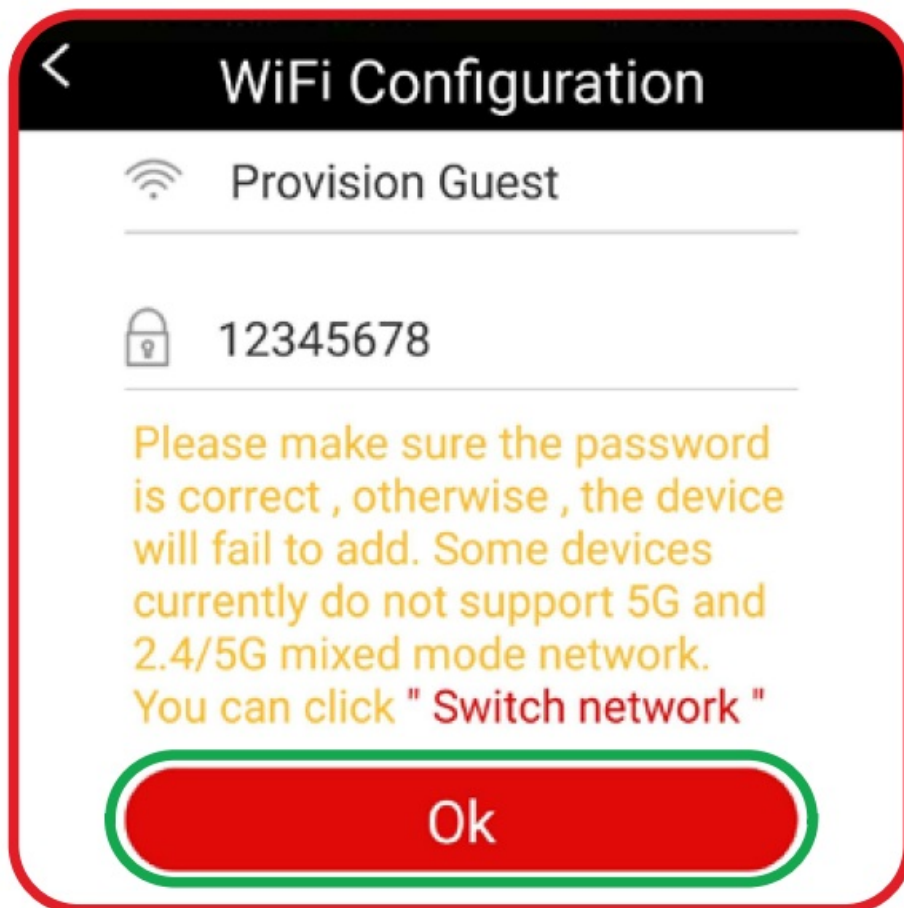 WiFi Configuration
Provision Guest
12345678
Please make sure the password
is correct , otherwise , the device
will fail to add. Some devices
currently do not support 5G and
2.4/5G mixed mode network.
You can click " Switch network "
Ok